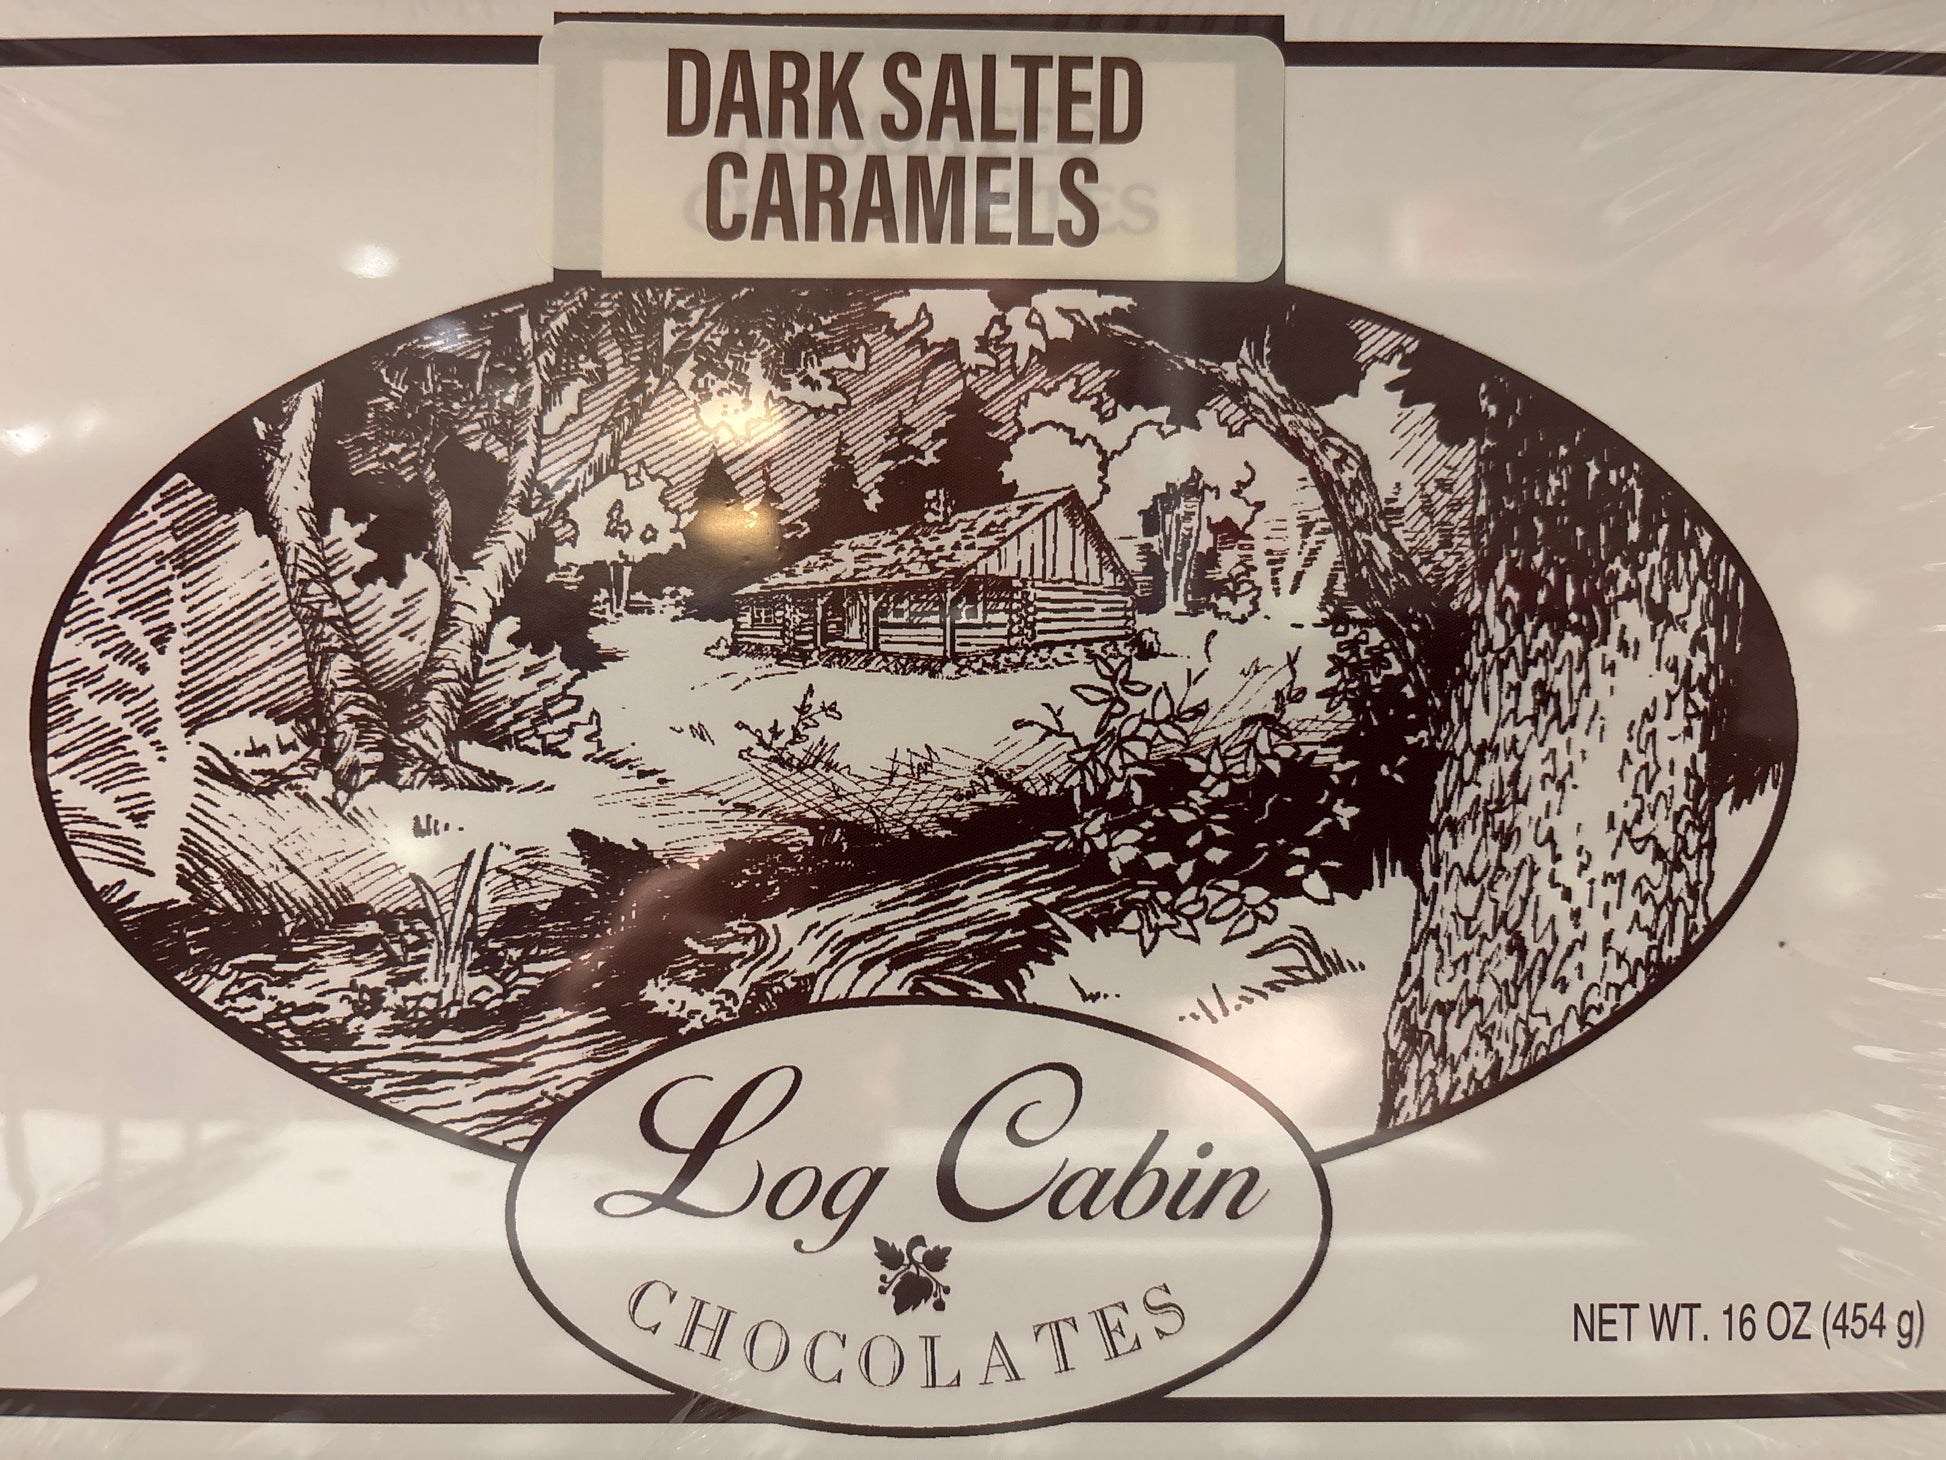 DARK SALTED
CARAMELS
Log Cabin
CHOCOLATES
NET WT. 16 OZ (454 g)